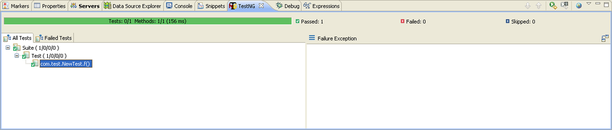 Markers Properties Servers Data Source Explorer Console Snippets TestNG Debug Expressions
Tests: 0/1 Methods: 1/1 (156 ms) Passed: 1 Failed: 0 Skipped: 0
All Tests Failed Tests Failure Exception
Suite ( 1/0/0/0 )
Test ( 1/0/0/0 )
com.test.NewTest.f()